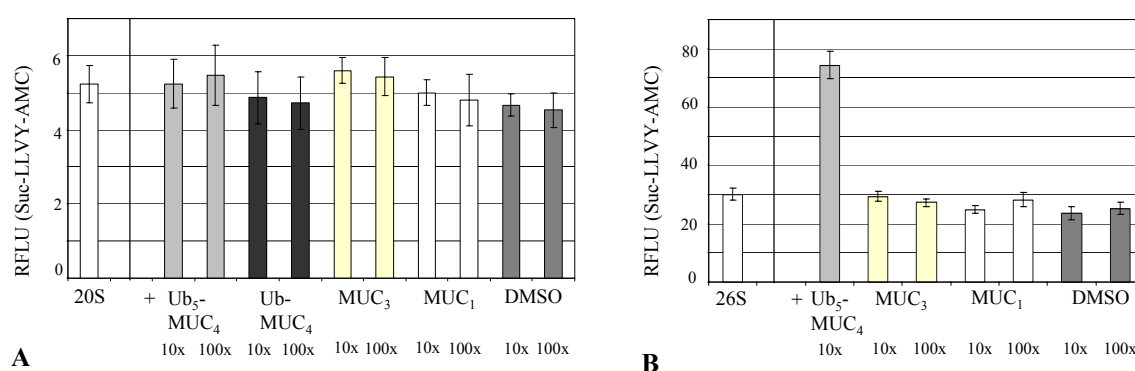 RFLU (Suc-LLVY-AMC)
6
4
2
0
20S + Ub5- Ub- MUC3 MUC1 DMSO
MUC4 MUC4
10x 100x 10x 100x 10x 100x 10x 100x 10x 100x
A
RFLU (Suc-LLVY-AMC)
80
60
40
20
0
26S + Ub5- MUC3 MUC1 DMSO
MUC4
10x 10x 100x 10x 100x 10x 100x
B